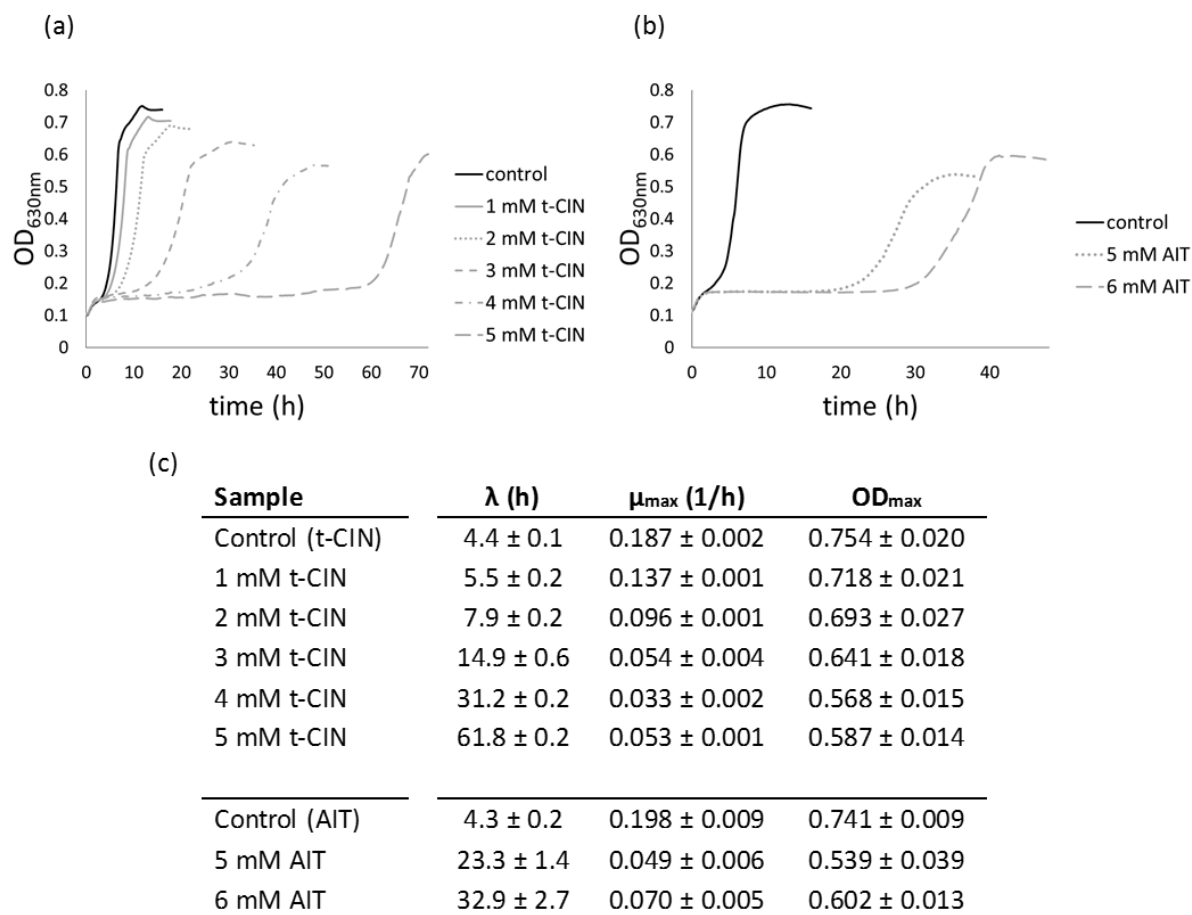 (a)
0.8
0.7
0.6
0.5
0.4
0.3
0.2
0.1
0
OD630nm
0 10 20 30 40 50 60 70
time (h)
control
1 mM t-CIN
2 mM t-CIN
3 mM t-CIN
4 mM t-CIN
5 mM t-CIN
(b)
0.8
0.7
0.6
0.5
0.4
0.3
0.2
0.1
0
OD630nm
0 10 20 30 40
time (h)
control
5 mM AIT
6 mM AIT
(c)
Sample λ (h) μmax (1/h) ODmax
Control (t-CIN) 4.4 ± 0.1 0.187 ± 0.002 0.754 ± 0.020
1 mM t-CIN 5.5 ± 0.2 0.137 ± 0.001 0.718 ± 0.021
2 mM t-CIN 7.9 ± 0.2 0.096 ± 0.001 0.693 ± 0.027
3 mM t-CIN 14.9 ± 0.6 0.054 ± 0.004 0.641 ± 0.018
4 mM t-CIN 31.2 ± 0.2 0.033 ± 0.002 0.568 ± 0.015
5 mM t-CIN 61.8 ± 0.2 0.053 ± 0.001 0.587 ± 0.014
Control (AIT) 4.3 ± 0.2 0.198 ± 0.009 0.741 ± 0.009
5 mM AIT 23.3 ± 1.4 0.049 ± 0.006 0.539 ± 0.039
6 mM AIT 32.9 ± 2.7 0.070 ± 0.005 0.602 ± 0.013